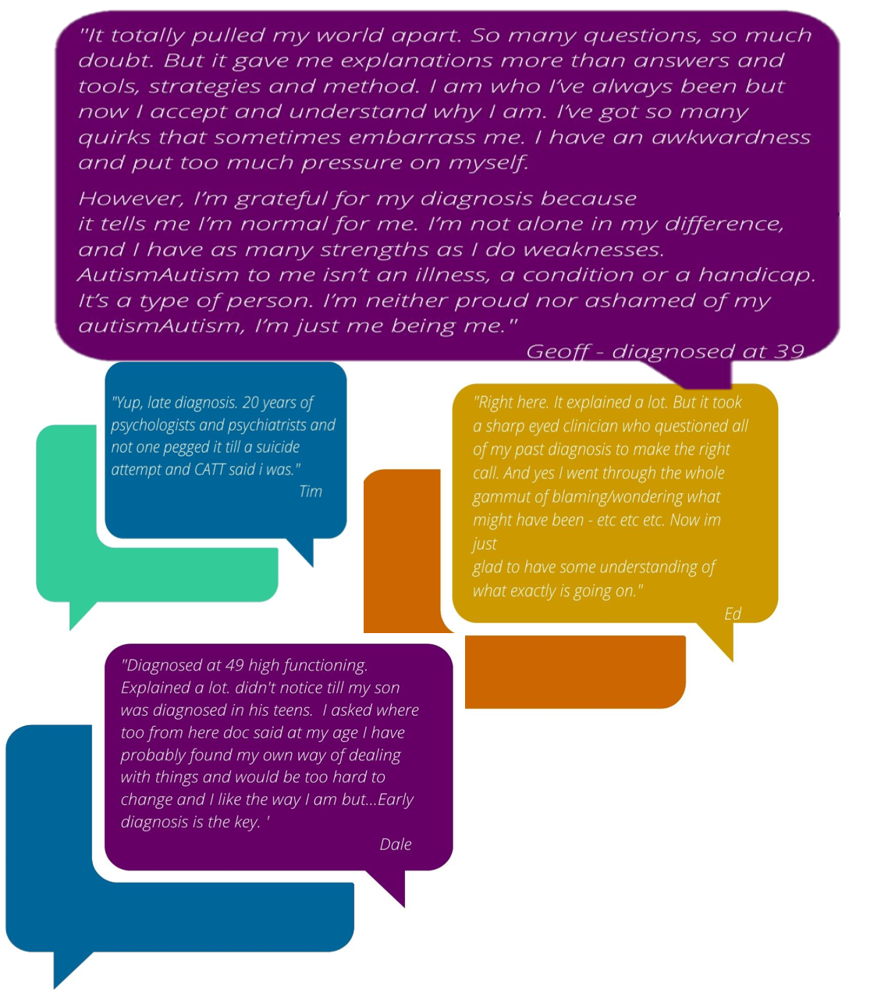 "It totally pulled my world apart. So many questions, so much
doubt. But it gave me explanations more than answers and
tools, strategies and method. I am who I’ve always been but
now I accept and understand why I am. I’ve got so many
quirks that sometimes embarrass me. I have an awkwardness
and put too much pressure on myself.
However, I’m grateful for my diagnosis because
it tells me I’m normal for me. I’m not alone in my difference,
and I have as many strengths as I do weaknesses.
AutismAutism to me isn’t an illness, a condition or a handicap.
It’s a type of person. I’m neither proud nor ashamed of my
autismAutism, I’m just me being me."
Geoff - diagnosed at 39
"Yup, late diagnosis. 20 years of
psychologists and psychiatrists and
not one pegged it till a suicide
attempt and CATT said i was."
Tim
"Right here. It explained a lot. But it took
a sharp eyed clinician who questioned all
of my past diagnosis to make the right
call. And yes I went through the whole
gammut of blaming/wondering what
might have been - etc etc etc. Now im
just
glad to have some understanding of
what exactly is going on."
Ed
"Diagnosed at 49 high functioning.
Explained a lot. didn't notice till my son
was diagnosed in his teens.  I asked where
too from here doc said at my age I have
probably found my own way of dealing
with things and would be too hard to
change and I like the way I am but...Early
diagnosis is the key. '
Dale